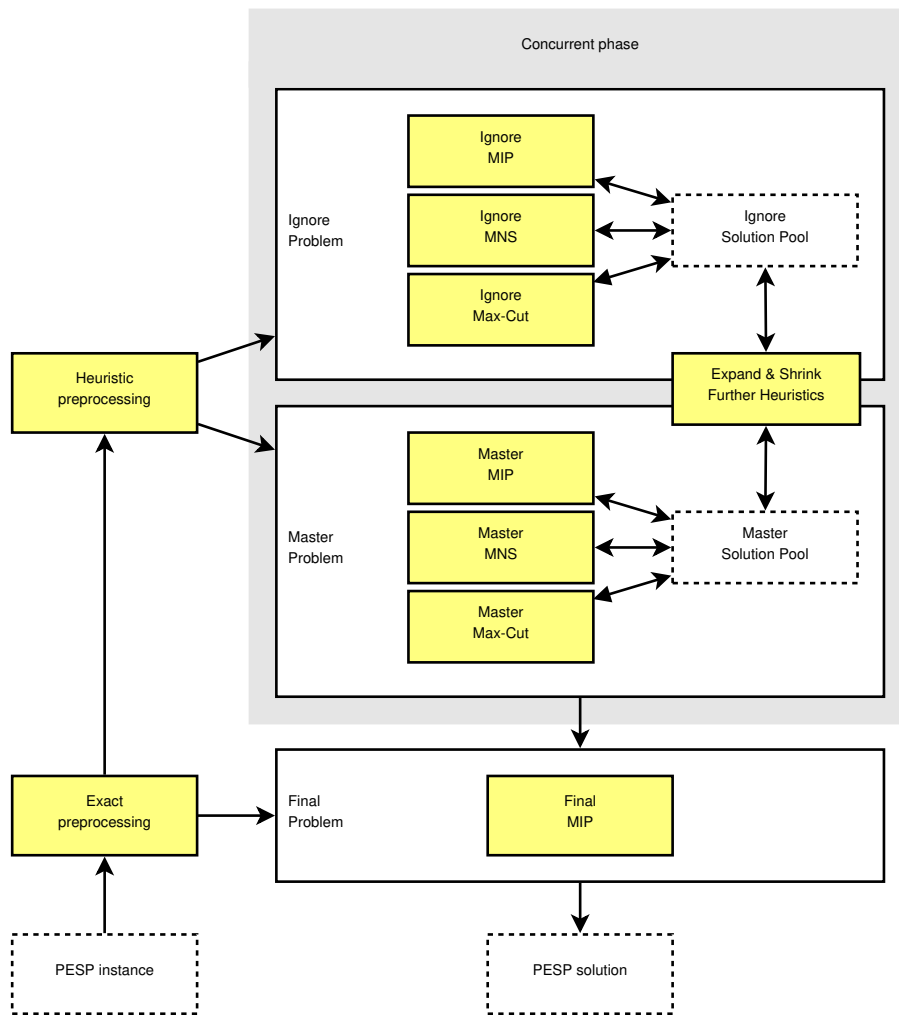 Concurrent phase
Ignore
MIP
Ignore
Problem
Ignore
MNS
Ignore
Solution Pool
Ignore
Max-Cut
Heuristic
preprocessing
Expand & Shrink
Further Heuristics
Master
MIP
Master
Problem
Master
MNS
Master
Solution Pool
Master
Max-Cut
Exact
preprocessing
Final
Problem
Final
MIP
PESP instance
PESP solution